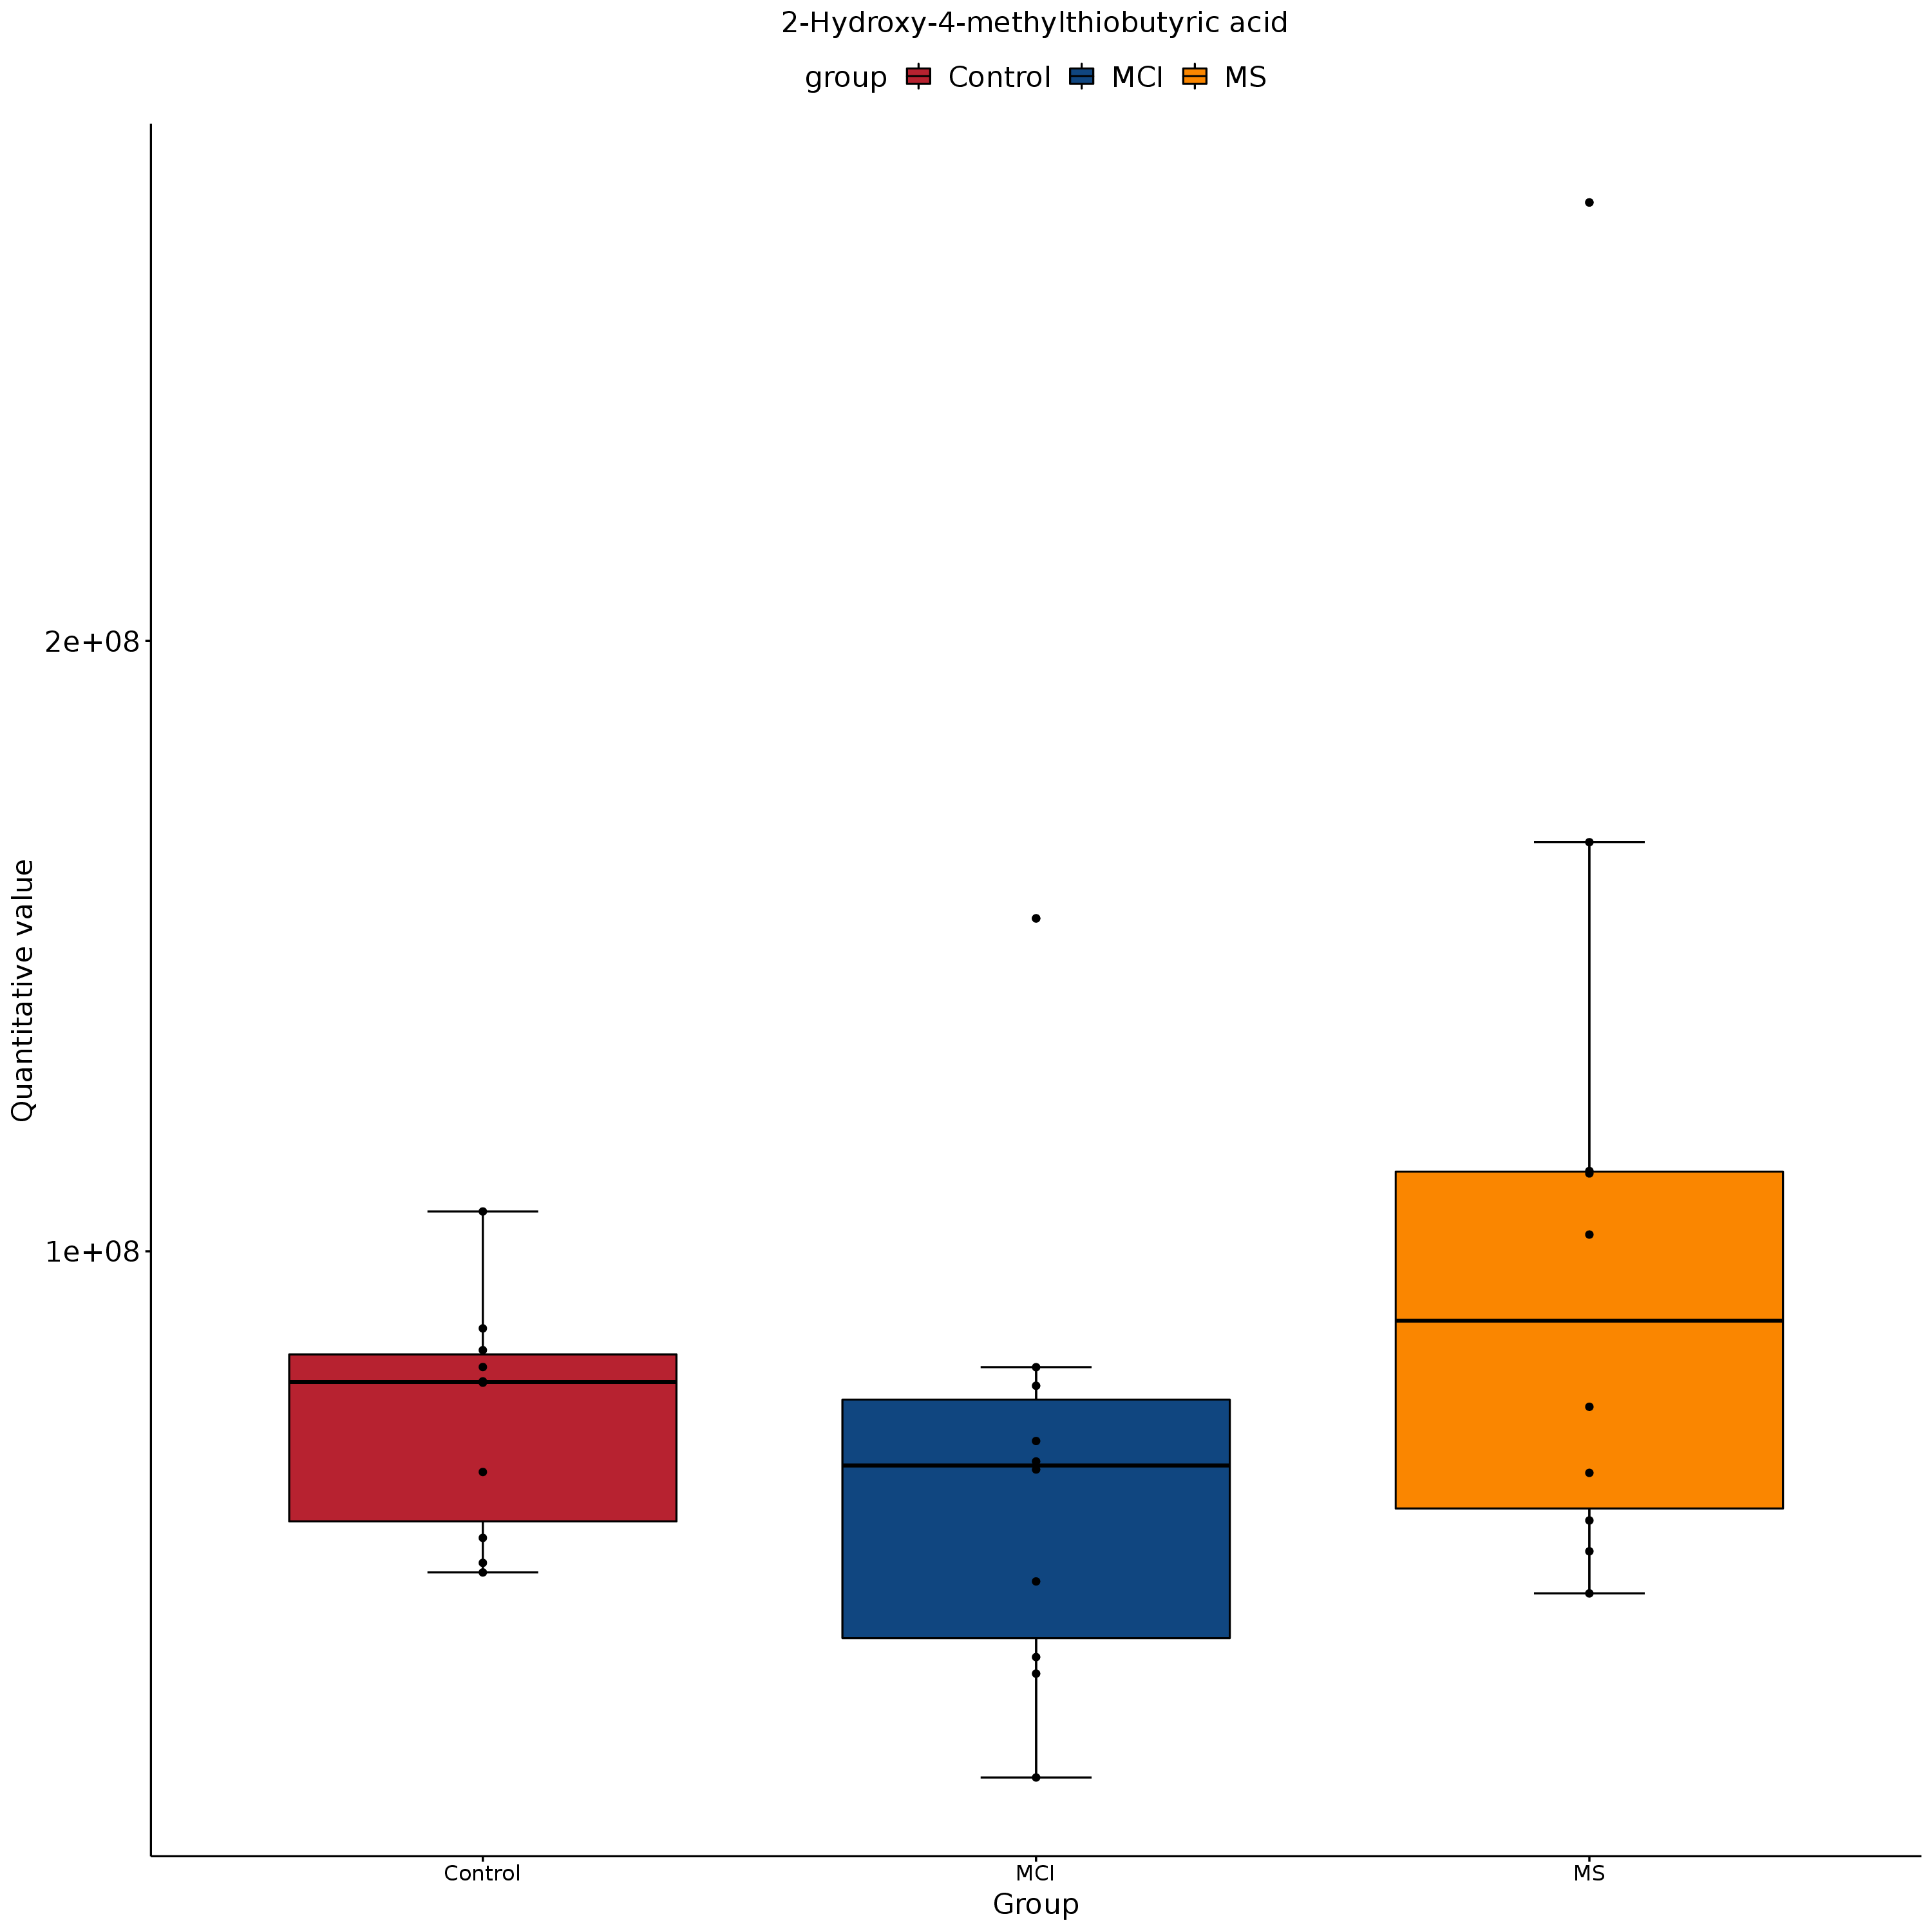 2-Hydroxy-4-methylthiobutyric acid
group Control MCI MS
Quantitative value
2e+08
1e+08
Control MCI MS
Group